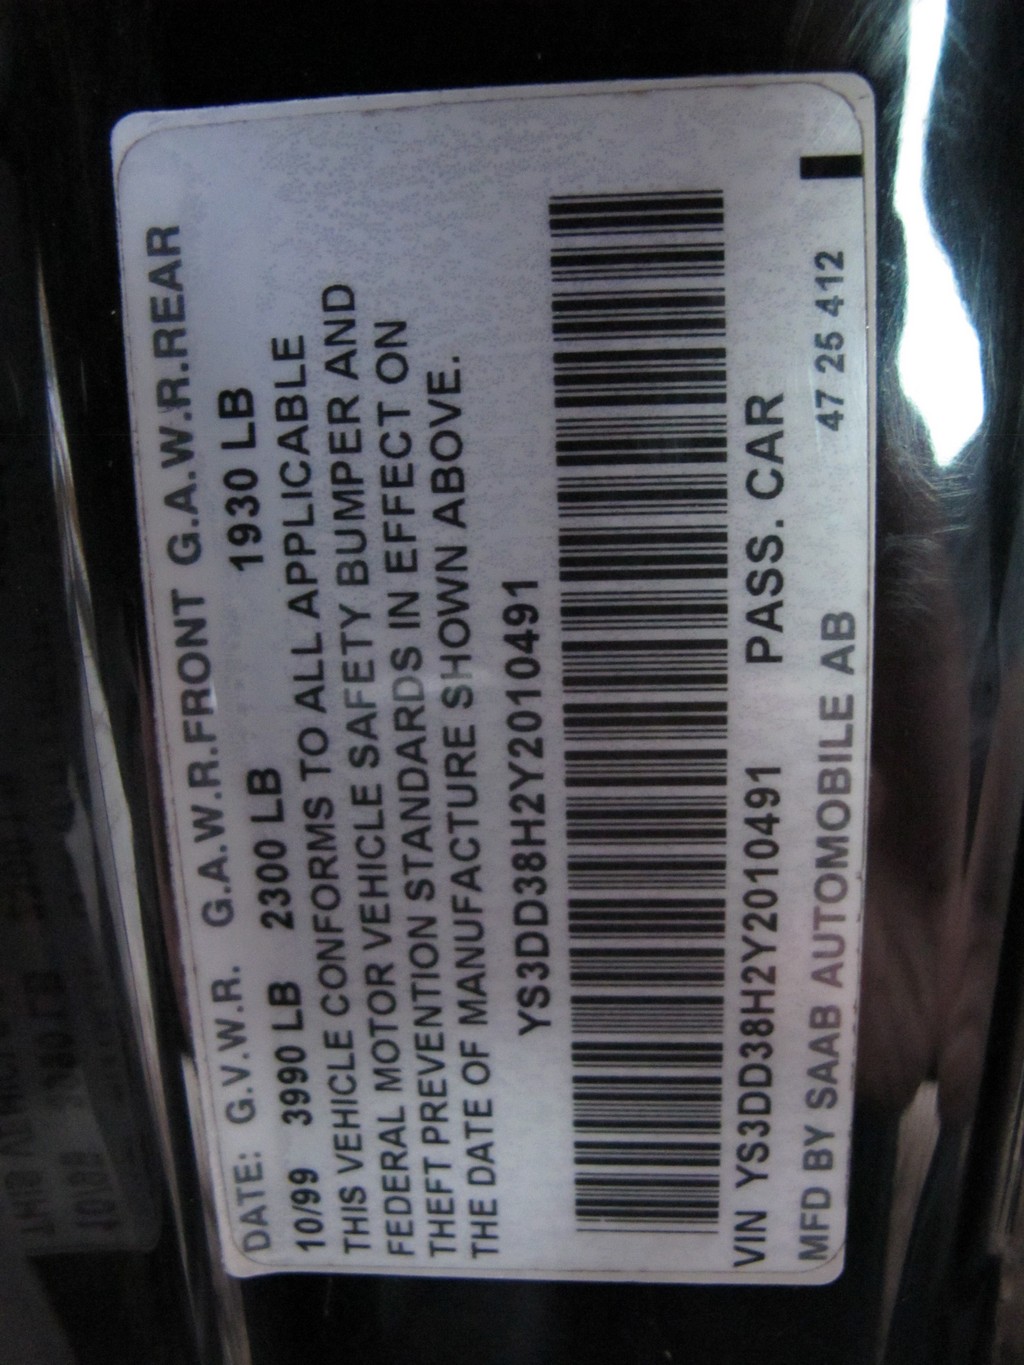 DATE: G.V.W.R. G.A.W.R.FRONT G.A.W.R.REAR
10/99 3990 LB 2300 LB 1930 LB
THIS VEHICLE CONFORMS TO ALL APPLICABLE
FEDERAL MOTOR VEHICLE SAFETY BUMPER AND
THEFT PREVENTION STANDARDS IN EFFECT ON
THE DATE OF MANUFACTURE SHOWN ABOVE.
YS3DD38H2Y2010491
VIN YS3DD38H2Y2010491 PASS. CAR
MFD BY SAAB AUTOMOBILE AB 47 25 412